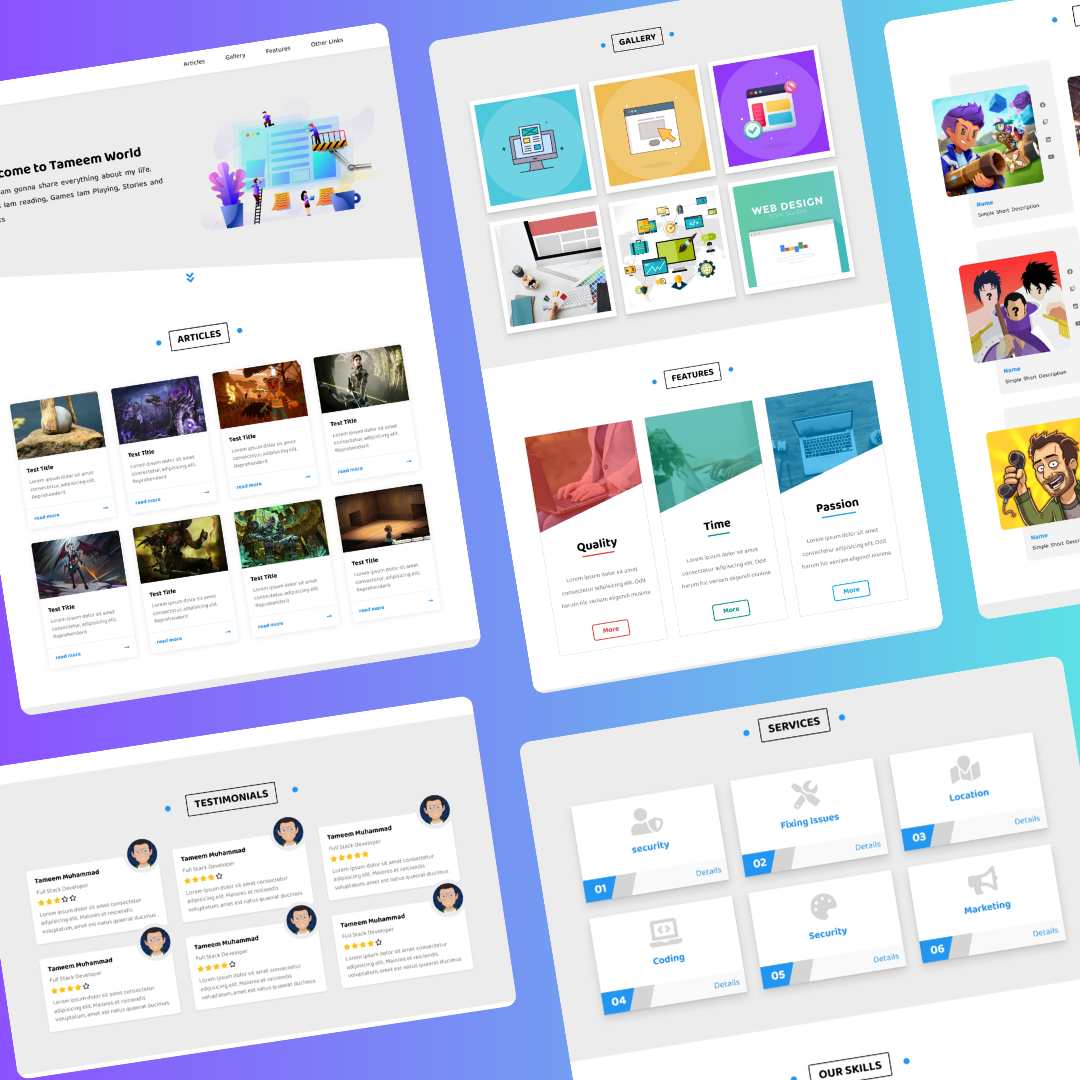 Articles
Gallery
Features
Other Links
come to Tameem World
am gonna share everything about my life.
Iam reading, Games Iam Playing, Stories and
ARTICLES
Test Title
Lorem ipsum dolor sit amet
consectetur, adipisicing elit.
Reprehenderit
read more
Test Title
Lorem ipsum dolor sit amet
consectetur, adipisicing elit.
Reprehenderit
read more
Test Title
Lorem ipsum dolor sit amet
consectetur, adipisicing elit.
Reprehenderit
read more
Test Title
Lorem ipsum dolor sit amet
consectetur, adipisicing elit.
Reprehenderit
read more
Test Title
Lorem ipsum dolor sit amet
consectetur, adipisicing elit.
Reprehenderit
read more
Test Title
Lorem ipsum dolor sit amet
consectetur, adipisicing elit.
Reprehenderit
read more
Test Title
Lorem ipsum dolor sit amet
consectetur, adipisicing elit.
Reprehenderit
read more
Test Title
Lorem ipsum dolor sit amet
consectetur, adipisicing elit.
Reprehenderit
read more
GALLERY
WEB DESIGN
Style Guides
FEATURES
Quality
Lorem ipsum dolor sit amet
consectetur adipisicing elit. Odit
harum hic veniam eligendi minima
More
Time
Lorem ipsum dolor sit amet
consectetur adipisicing elit. Odit
harum hic veniam eligendi minima
More
Passion
Lorem ipsum dolor sit amet
consectetur adipisicing elit. Odit
harum hic veniam eligendi minima
More
Name
Simple Short Description
Name
Simple Short Description
Name
Simple Short Descr
TESTIMONIALS
Tameem Muhammad
Full Stack Developer
Lorem ipsum dolor sit amet consectetur
adipisicing elit. Maiores et reiciendis
voluptatum, amet est natus quaerat ducimus
Tameem Muhammad
Full Stack Developer
Lorem ipsum dolor sit amet consectetur
adipisicing elit. Maiores et reiciendis
voluptatum, amet est natus quaerat ducimus
Tameem Muhammad
Full Stack Developer
Lorem ipsum dolor sit amet consectetur
adipisicing elit. Maiores et reiciendis
voluptatum, amet est natus quaerat ducimus
Tameem Muhammad
Full Stack Developer
Lorem ipsum dolor sit amet consectetur
adipisicing elit. Maiores et reiciendis
voluptatum, amet est natus quaerat ducimus
Tameem Muhammad
Full Stack Developer
Lorem ipsum dolor sit amet consectetur
adipisicing elit. Maiores et reiciendis
voluptatum, amet est natus quaerat ducimus
Tameem Muhammad
Full Stack Developer
Lorem ipsum dolor sit amet consectetur
adipisicing elit. Maiores et reiciendis
voluptatum, amet est natus quaerat ducimus
SERVICES
security
01
Details
Fixing Issues
02
Details
Location
03
Details
Coding
04
Details
Security
05
Details
Marketing
06
Details
OUR SKILLS